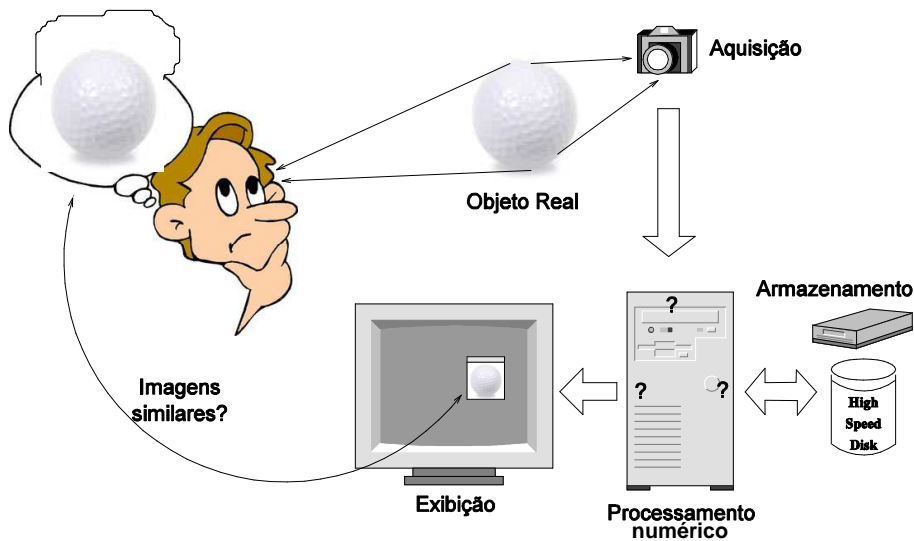 Aquisição
Objeto Real
Armazenamento
?
?
?
High
Speed
Disk
Imagens
similares?
Exibição
Processamento
numérico